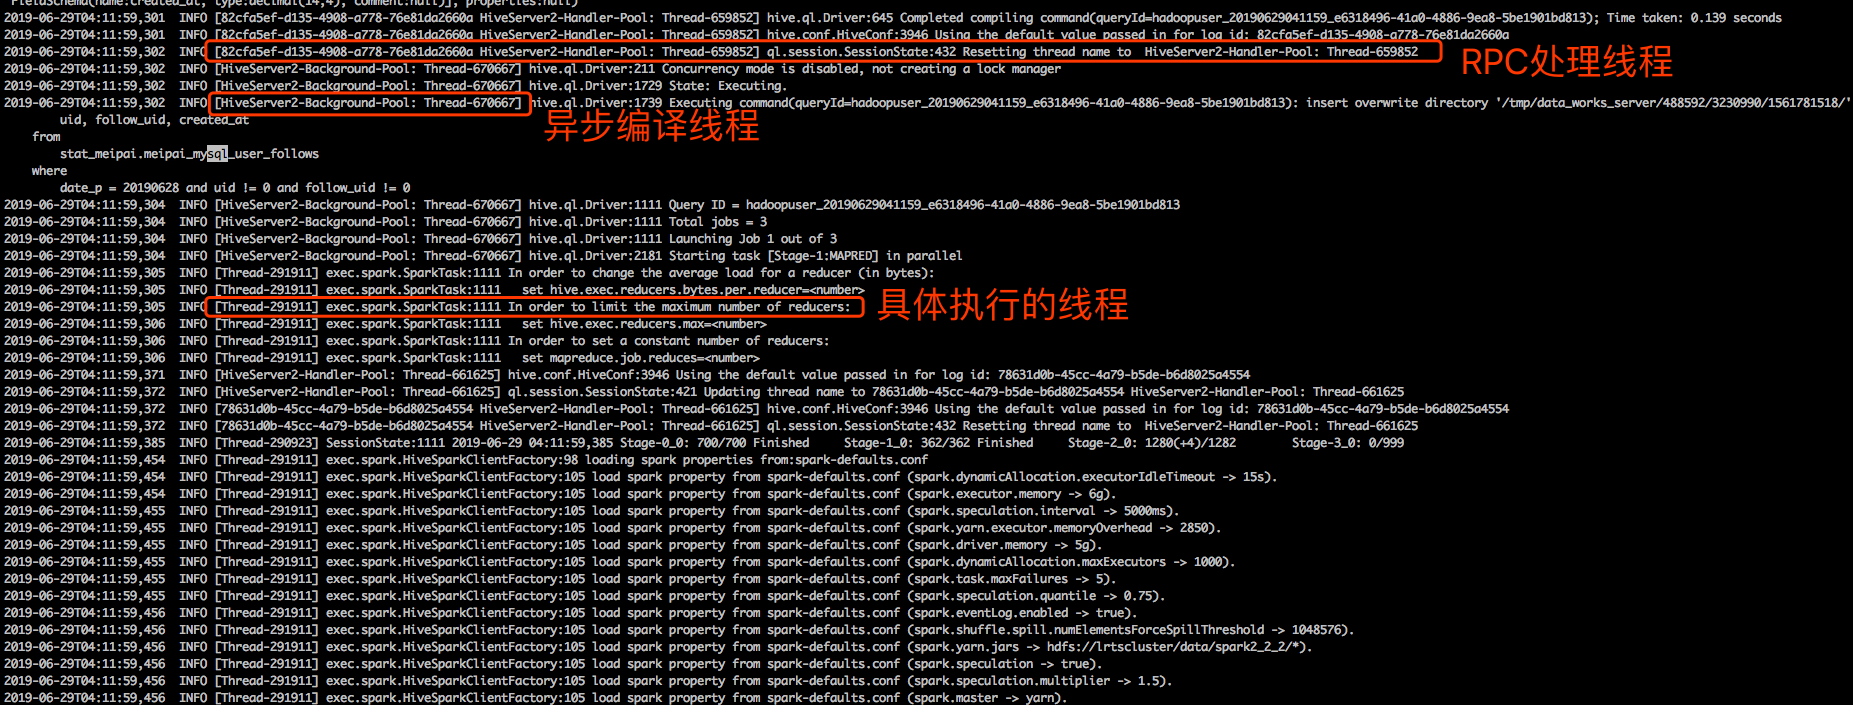 FieldSchema(name:created_at, type:decimal(14,4), comment:null)], properties:null)
2019-06-29T04:11:59,301  INFO [82cfa5ef-d135-4908-a778-76e81da2660a HiveServer2-Handler-Pool: Thread-659852] hive.ql.Driver:645 Completed compiling command(queryId=hadoopuser_20190629041159_e6318496-41a0-4886-9ea8-5be1901bd813); Time taken: 0.139 seconds
2019-06-29T04:11:59,301  INFO [82cfa5ef-d135-4908-a778-76e81da2660a HiveServer2-Handler-Pool: Thread-659852] hive.conf.HiveConf:3946 Using the default value passed in for log id: 82cfa5ef-d135-4908-a778-76e81da2660a
2019-06-29T04:11:59,302  INFO [82cfa5ef-d135-4908-a778-76e81da2660a HiveServer2-Handler-Pool: Thread-659852] ql.session.SessionState:432 Resetting thread name to  HiveServer2-Handler-Pool: Thread-659852
RPC处理线程
2019-06-29T04:11:59,302  INFO [HiveServer2-Background-Pool: Thread-670667] hive.ql.Driver:211 Concurrency mode is disabled, not creating a lock manager
2019-06-29T04:11:59,302  INFO [HiveServer2-Background-Pool: Thread-670667] hive.ql.Driver:1729 State: Executing.
2019-06-29T04:11:59,302  INFO [HiveServer2-Background-Pool: Thread-670667] hive.ql.Driver:1739 Executing command(queryId=hadoopuser_20190629041159_e6318496-41a0-4886-9ea8-5be1901bd813): insert overwrite directory '/tmp/data_works_server/488592/3230990/1561781518/'
uid, follow_uid, created_at
异步编译线程
from
stat_meipai.meipai_mysql_user_follows
where
date_p = 20190628 and uid != 0 and follow_uid != 0
2019-06-29T04:11:59,304  INFO [HiveServer2-Background-Pool: Thread-670667] hive.ql.Driver:1111 Query ID = hadoopuser_20190629041159_e6318496-41a0-4886-9ea8-5be1901bd813
2019-06-29T04:11:59,304  INFO [HiveServer2-Background-Pool: Thread-670667] hive.ql.Driver:1111 Total jobs = 3
2019-06-29T04:11:59,304  INFO [HiveServer2-Background-Pool: Thread-670667] hive.ql.Driver:1111 Launching Job 1 out of 3
2019-06-29T04:11:59,304  INFO [HiveServer2-Background-Pool: Thread-670667] hive.ql.Driver:2181 Starting task [Stage-1:MAPRED] in parallel
2019-06-29T04:11:59,305  INFO [Thread-291911] exec.spark.SparkTask:1111 In order to change the average load for a reducer (in bytes):
2019-06-29T04:11:59,305  INFO [Thread-291911] exec.spark.SparkTask:1111   set hive.exec.reducers.bytes.per.reducer=<number>
2019-06-29T04:11:59,305  INFO [Thread-291911] exec.spark.SparkTask:1111 In order to limit the maximum number of reducers:
具体执行的线程
2019-06-29T04:11:59,306  INFO [Thread-291911] exec.spark.SparkTask:1111   set hive.exec.reducers.max=<number>
2019-06-29T04:11:59,306  INFO [Thread-291911] exec.spark.SparkTask:1111 In order to set a constant number of reducers:
2019-06-29T04:11:59,306  INFO [Thread-291911] exec.spark.SparkTask:1111   set mapreduce.job.reduces=<number>
2019-06-29T04:11:59,371  INFO [HiveServer2-Handler-Pool: Thread-661625] hive.conf.HiveConf:3946 Using the default value passed in for log id: 78631d0b-45cc-4a79-b5de-b6d8025a4554
2019-06-29T04:11:59,372  INFO [HiveServer2-Handler-Pool: Thread-661625] ql.session.SessionState:421 Updating thread name to 78631d0b-45cc-4a79-b5de-b6d8025a4554 HiveServer2-Handler-Pool: Thread-661625
2019-06-29T04:11:59,372  INFO [78631d0b-45cc-4a79-b5de-b6d8025a4554 HiveServer2-Handler-Pool: Thread-661625] hive.conf.HiveConf:3946 Using the default value passed in for log id: 78631d0b-45cc-4a79-b5de-b6d8025a4554
2019-06-29T04:11:59,372  INFO [78631d0b-45cc-4a79-b5de-b6d8025a4554 HiveServer2-Handler-Pool: Thread-661625] ql.session.SessionState:432 Resetting thread name to  HiveServer2-Handler-Pool: Thread-661625
2019-06-29T04:11:59,385  INFO [Thread-290923] SessionState:1111 2019-06-29 04:11:59,385 Stage-0_0: 700/700 Finished     Stage-1_0: 362/362 Finished     Stage-2_0: 1280(+4)/1282        Stage-3_0: 0/999
2019-06-29T04:11:59,454  INFO [Thread-291911] exec.spark.HiveSparkClientFactory:98 loading spark properties from:spark-defaults.conf
2019-06-29T04:11:59,454  INFO [Thread-291911] exec.spark.HiveSparkClientFactory:105 load spark property from spark-defaults.conf (spark.dynamicAllocation.executorIdleTimeout -> 15s).
2019-06-29T04:11:59,454  INFO [Thread-291911] exec.spark.HiveSparkClientFactory:105 load spark property from spark-defaults.conf (spark.executor.memory -> 6g).
2019-06-29T04:11:59,455  INFO [Thread-291911] exec.spark.HiveSparkClientFactory:105 load spark property from spark-defaults.conf (spark.speculation.interval -> 5000ms).
2019-06-29T04:11:59,455  INFO [Thread-291911] exec.spark.HiveSparkClientFactory:105 load spark property from spark-defaults.conf (spark.yarn.executor.memoryOverhead -> 2850).
2019-06-29T04:11:59,455  INFO [Thread-291911] exec.spark.HiveSparkClientFactory:105 load spark property from spark-defaults.conf (spark.driver.memory -> 5g).
2019-06-29T04:11:59,455  INFO [Thread-291911] exec.spark.HiveSparkClientFactory:105 load spark property from spark-defaults.conf (spark.dynamicAllocation.maxExecutors -> 1000).
2019-06-29T04:11:59,455  INFO [Thread-291911] exec.spark.HiveSparkClientFactory:105 load spark property from spark-defaults.conf (spark.task.maxFailures -> 5).
2019-06-29T04:11:59,455  INFO [Thread-291911] exec.spark.HiveSparkClientFactory:105 load spark property from spark-defaults.conf (spark.speculation.quantile -> 0.75).
2019-06-29T04:11:59,456  INFO [Thread-291911] exec.spark.HiveSparkClientFactory:105 load spark property from spark-defaults.conf (spark.eventLog.enabled -> true).
2019-06-29T04:11:59,456  INFO [Thread-291911] exec.spark.HiveSparkClientFactory:105 load spark property from spark-defaults.conf (spark.shuffle.spill.numElementsForceSpillThreshold -> 1048576).
2019-06-29T04:11:59,456  INFO [Thread-291911] exec.spark.HiveSparkClientFactory:105 load spark property from spark-defaults.conf (spark.yarn.jars -> hdfs://lrtscluster/data/spark2_2_2/*).
2019-06-29T04:11:59,456  INFO [Thread-291911] exec.spark.HiveSparkClientFactory:105 load spark property from spark-defaults.conf (spark.speculation -> true).
2019-06-29T04:11:59,456  INFO [Thread-291911] exec.spark.HiveSparkClientFactory:105 load spark property from spark-defaults.conf (spark.speculation.multiplier -> 1.5).
2019-06-29T04:11:59,456  INFO [Thread-291911] exec.spark.HiveSparkClientFactory:105 load spark property from spark-defaults.conf (spark.master -> yarn).